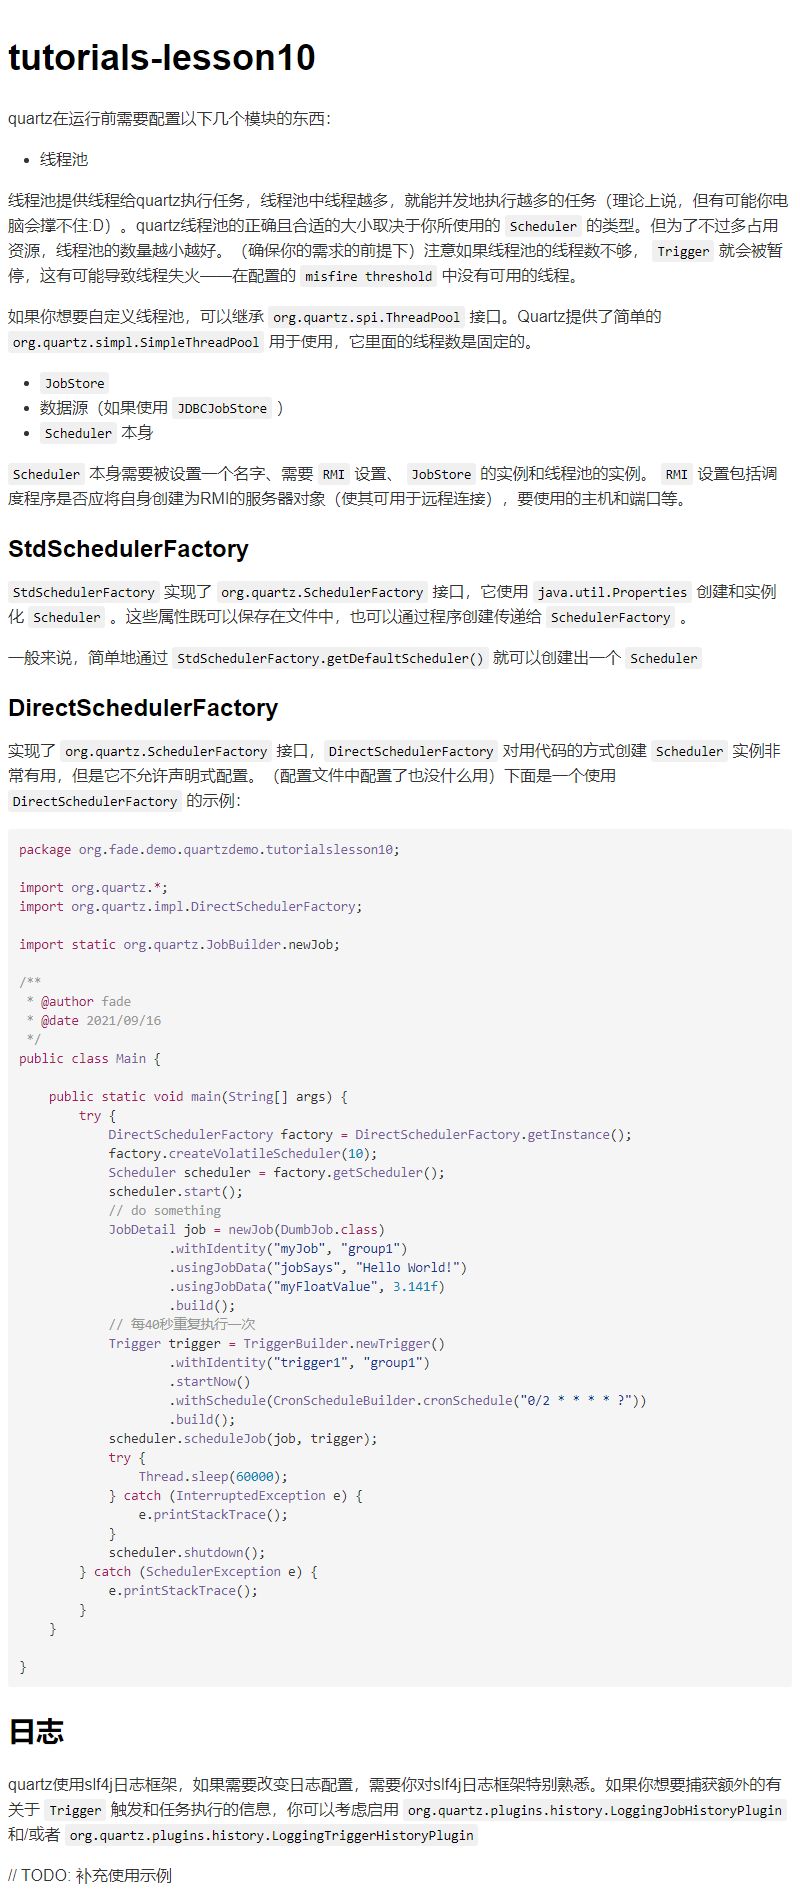 tutorials-lesson10
quartz在运行前需要配置以下几个模块的东西：
• 线程池
线程池提供线程给quartz执行任务，线程池中线程越多，就能并发地执行越多的任务（理论上说，但有可能你电
脑会撑不住:D）。quartz线程池的正确且合适的大小取决于你所使用的 Scheduler 的类型。但为了不过多占用
资源，线程池的数量越小越好。（确保你的需求的前提下）注意如果线程池的线程数不够， Trigger 就会被暂
停，这有可能导致线程失火——在配置的 misfire threshold 中没有可用的线程。
如果你想要自定义线程池，可以继承 org.quartz.spi.ThreadPool 接口。Quartz提供了简单的
org.quartz.simpl.SimpleThreadPool 用于使用，它里面的线程数是固定的。
• JobStore
• 数据源（如果使用 JDBCJobStore ）
• Scheduler 本身
Scheduler 本身需要被设置一个名字、需要 RMI 设置、 JobStore 的实例和线程池的实例。 RMI 设置包括调
度程序是否应将自身创建为RMI的服务器对象（使其可用于远程连接），要使用的主机和端口等。
StdSchedulerFactory
StdSchedulerFactory 实现了 org.quartz.SchedulerFactory 接口，它使用 java.util.Properties 创建和实例
化 Scheduler 。这些属性既可以保存在文件中，也可以通过程序创建传递给 SchedulerFactory 。
一般来说，简单地通过 StdSchedulerFactory.getDefaultScheduler() 就可以创建出一个 Scheduler
DirectSchedulerFactory
实现了 org.quartz.SchedulerFactory 接口， DirectSchedulerFactory 对用代码的方式创建 Scheduler 实例非
常有用，但是它不允许声明式配置。（配置文件中配置了也没什么用）下面是一个使用
DirectSchedulerFactory 的示例：
package org.fade.demo.quartzdemo.tutorialslesson10;
import org.quartz.*;
import org.quartz.impl.DirectSchedulerFactory;
import static org.quartz.JobBuilder.newJob;
/**
 * @author fade
 * @date 2021/09/16
 */
public class Main {
    public static void main(String[] args) {
        try {
            DirectSchedulerFactory factory = DirectSchedulerFactory.getInstance();
            factory.createVolatileScheduler(10);
            Scheduler scheduler = factory.getScheduler();
            scheduler.start();
            // do something
            JobDetail job = newJob(DumbJob.class)
                    .withIdentity("myJob", "group1")
                    .usingJobData("jobSays", "Hello World!")
                    .usingJobData("myFloatValue", 3.141f)
                    .build();
            // 每40秒重复执行一次
            Trigger trigger = TriggerBuilder.newTrigger()
                    .withIdentity("trigger1", "group1")
                    .startNow()
                    .withSchedule(CronScheduleBuilder.cronSchedule("0/2 * * * * ?"))
                    .build();
            scheduler.scheduleJob(job, trigger);
            try {
                Thread.sleep(60000);
            } catch (InterruptedException e) {
                e.printStackTrace();
            }
            scheduler.shutdown();
        } catch (SchedulerException e) {
            e.printStackTrace();
        }
    }
}
日志
quartz使用slf4j日志框架，如果需要改变日志配置，需要你对slf4j日志框架特别熟悉。如果你想要捕获额外的有
关于 Trigger 触发和任务执行的信息，你可以考虑启用 org.quartz.plugins.history.LoggingJobHistoryPlugin
和/或者 org.quartz.plugins.history.LoggingTriggerHistoryPlugin
// TODO: 补充使用示例